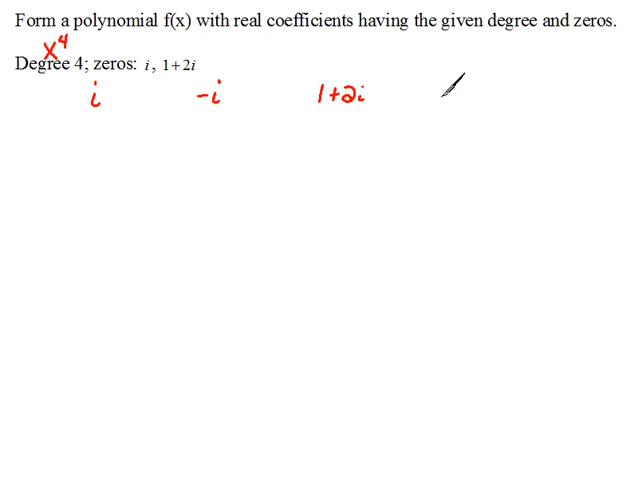 Form a polynomial f(x) with real coefficients having the given degree and zeros.
x⁴
Degree 4; zeros: i, 1+2i
i -i 1+2i